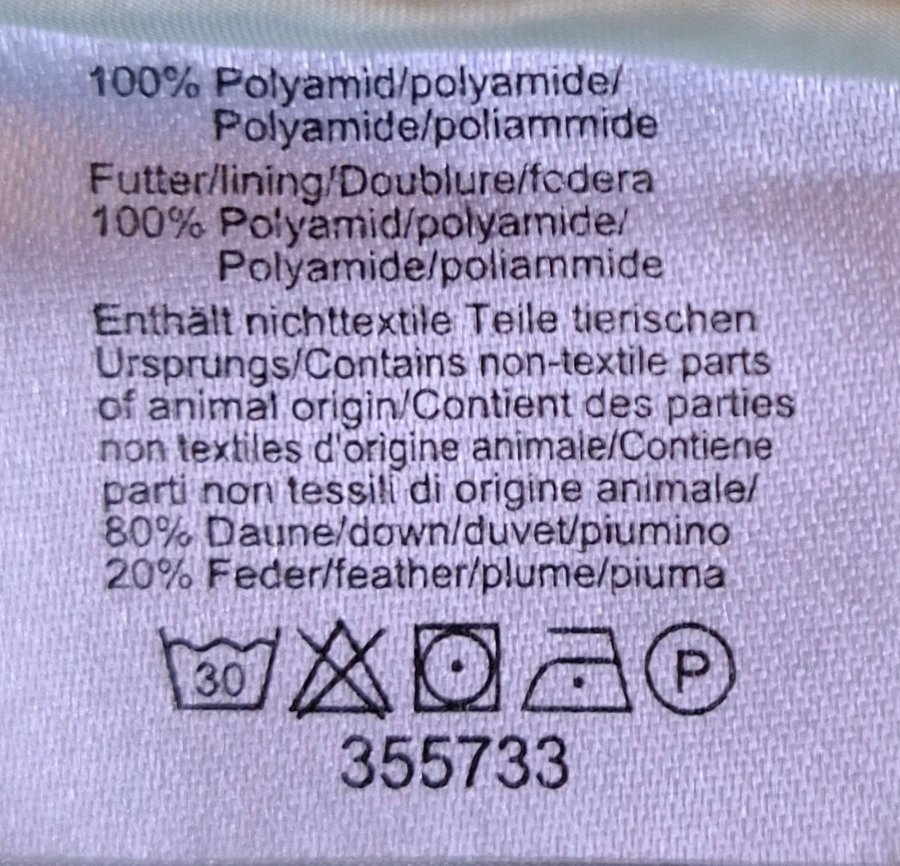 100% Polyamid/polyamide/
Polyamide/poliammide
Futter/lining/Doublure/fodera
100% Polyamid/polyamide/
Polyamide/poliammide
Enthält nichttextile Teile tierischen
Ursprungs/Contains non-textile parts
of animal origin/Contient des parties
non textiles d'origine animale/Contiene
parti non tessili di origine animale/
80% Daune/down/duvet/piumino
20% Feder/feather/plume/piuma
30 P
355733